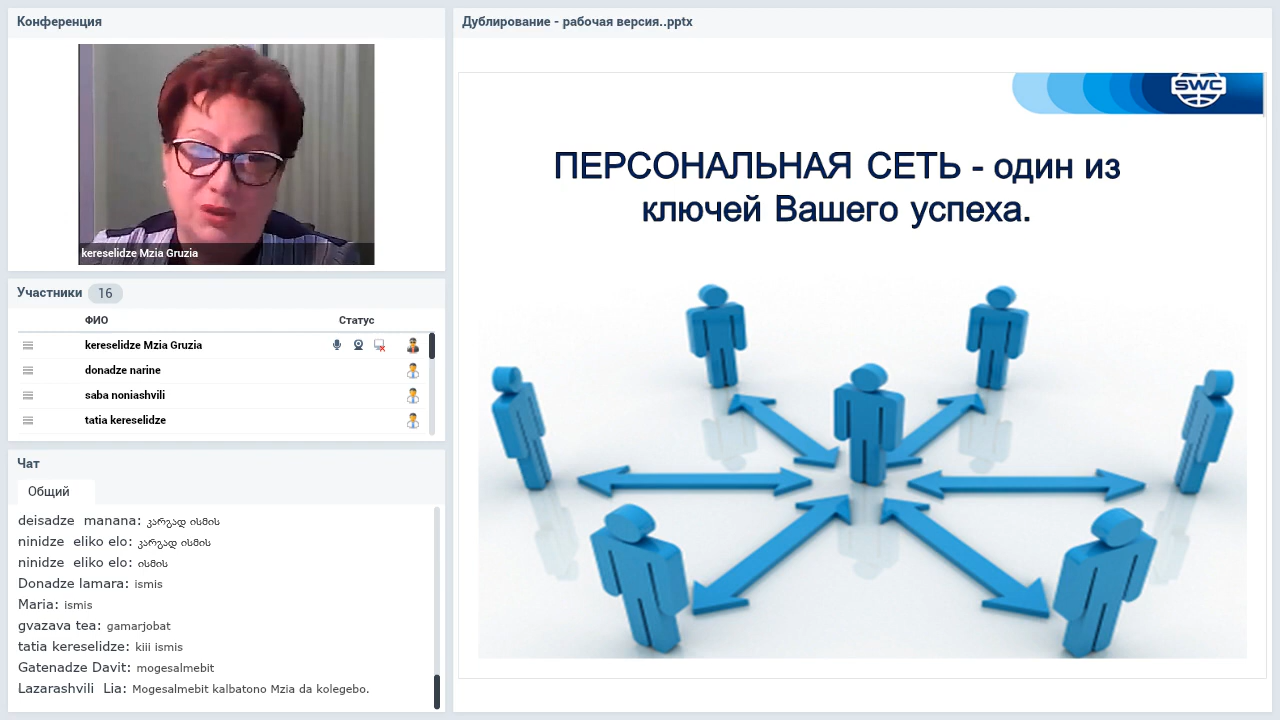 Конференция
kereselidze Mzia Gruzia
Участники 16
ФИО Статус
kereselidze Mzia Gruzia
donadze narine
saba noniashvili
tatia kereselidze
Чат
Общий
deisadze manana: კარგად ისმის
ninidze eliko elo: კარგად ისმის
ninidze eliko elo: ისმის
Donadze lamara: ismis
Maria: ismis
gvazava tea: gamarjobat
tatia kereselidze: kiii ismis
Gatenadze Davit: mogesalmebit
Lazarashvili Lia: Mogesalmebit kalbatono Mzia da kolegebo.
Дублирование - рабочая версия..pptx
SWC
ПЕРСОНАЛЬНАЯ СЕТЬ - один из
ключей Вашего успеха.